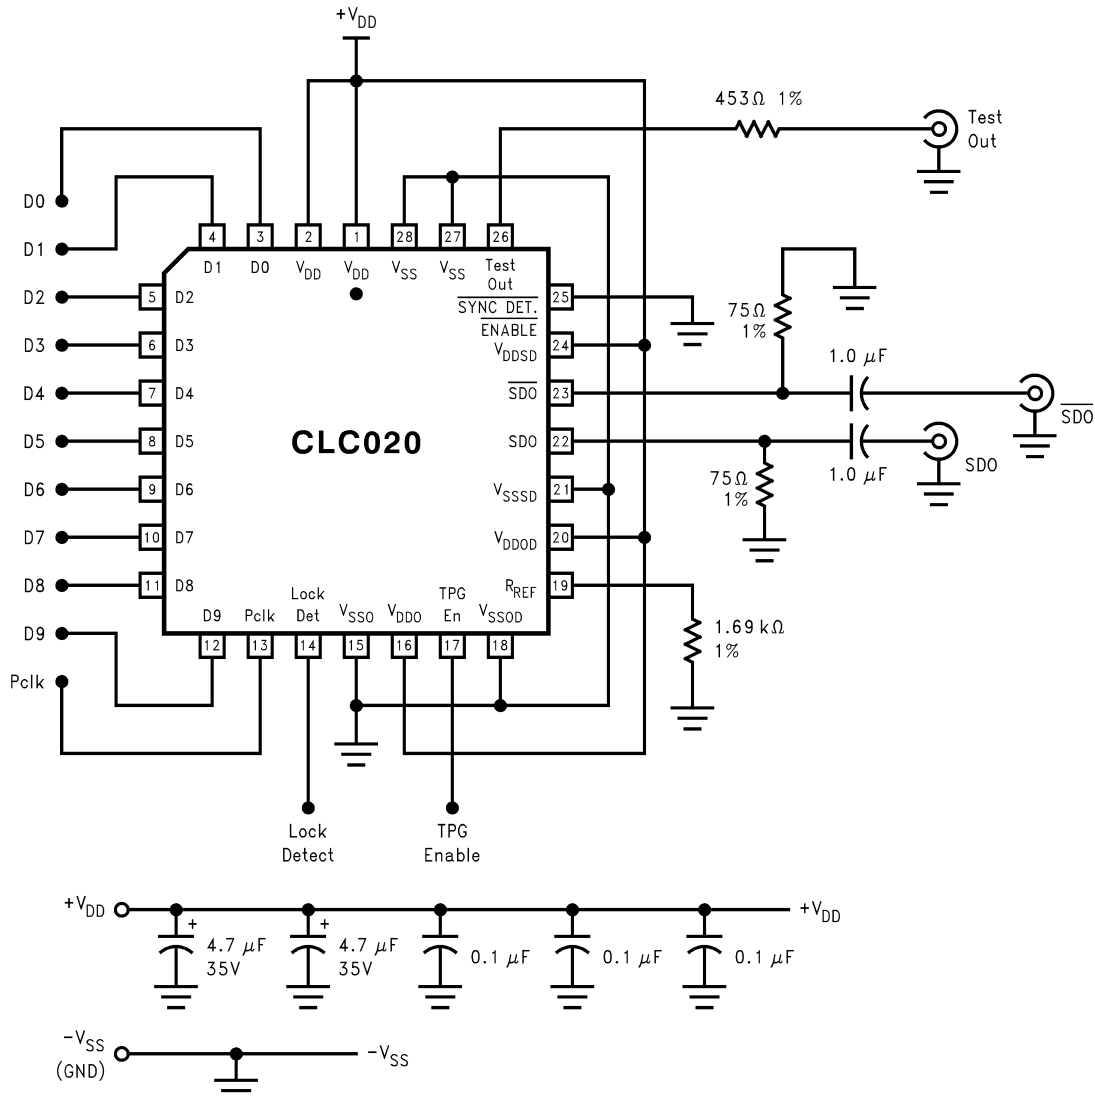 +VDD
453Ω 1%
Test
Out
D0
D1
D2
D3
D4
D5
D6
D7
D8
D9
Pclk
4
3
2
1
28
27
26
D1
D0
VDD
VDD
VSS
VSS
Test
Out
5
D2
6
D3
7
D4
8
D5
9
D6
10
D7
11
D8
CLC020
SYNC DET.
ENABLE
25
VDDSD
24
SDO
23
SDO
22
VSSSD
21
VDDOD
20
RREF
19
75Ω
1%
1.0 μF
SDO
SDO
1.0 μF
75Ω
1%
1.69 kΩ
1%
D9
Pclk
Lock
Det
VSSO
VDDO
TPG
En
VSSOD
12
13
14
15
16
17
18
Lock
Detect
TPG
Enable
+VDD
+VDD
+
4.7 μF
35V
+
4.7 μF
35V
0.1 μF
0.1 μF
0.1 μF
−VSS
(GND)
−VSS